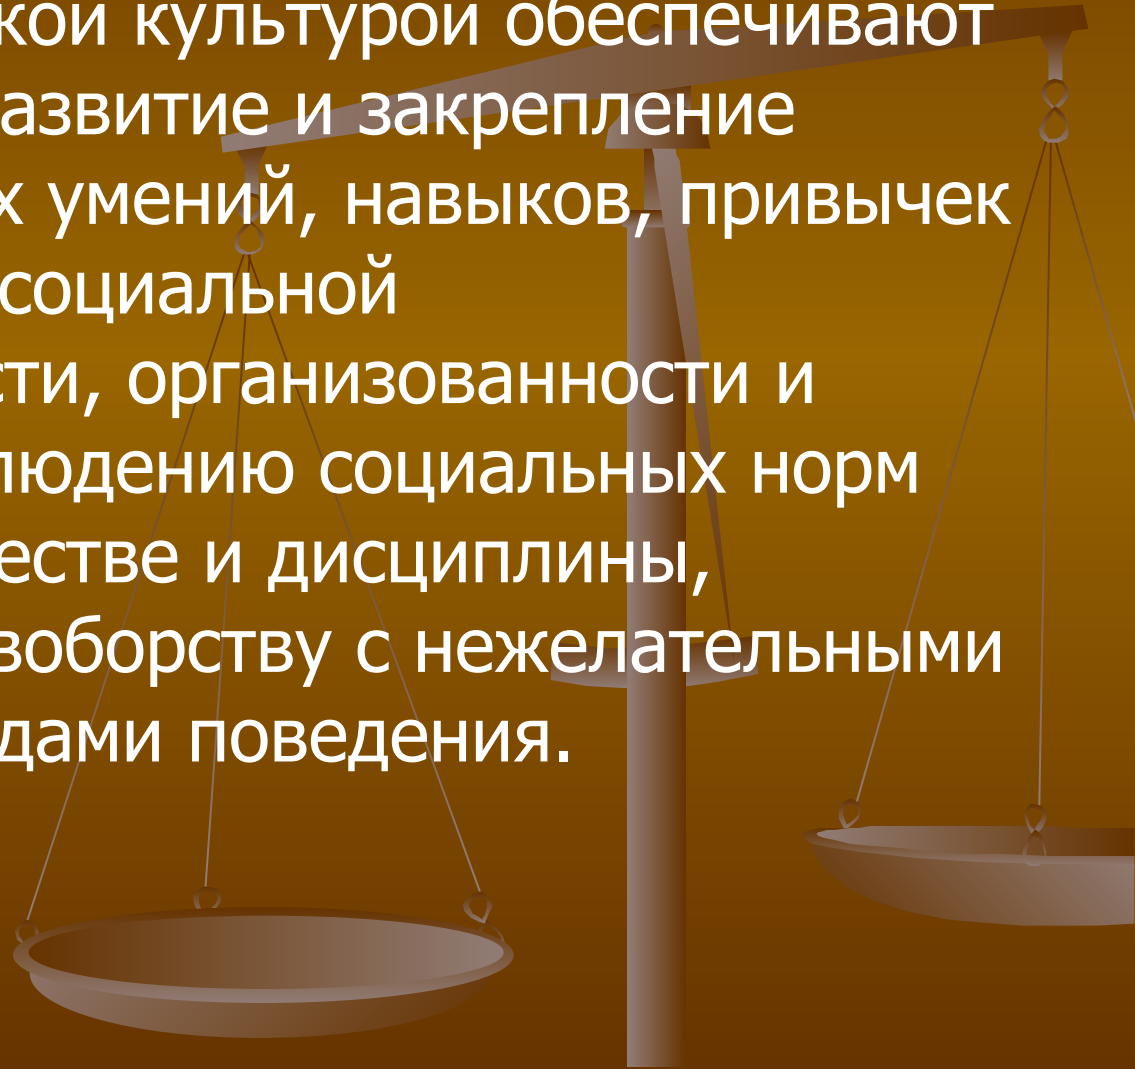 кой культурой обеспечивают
азвитие и закрепление
х умений, навыков, привычек
социальной
сти, организованности и
людению социальных норм
естве и дисциплины,
воборству с нежелательными
дами поведения.